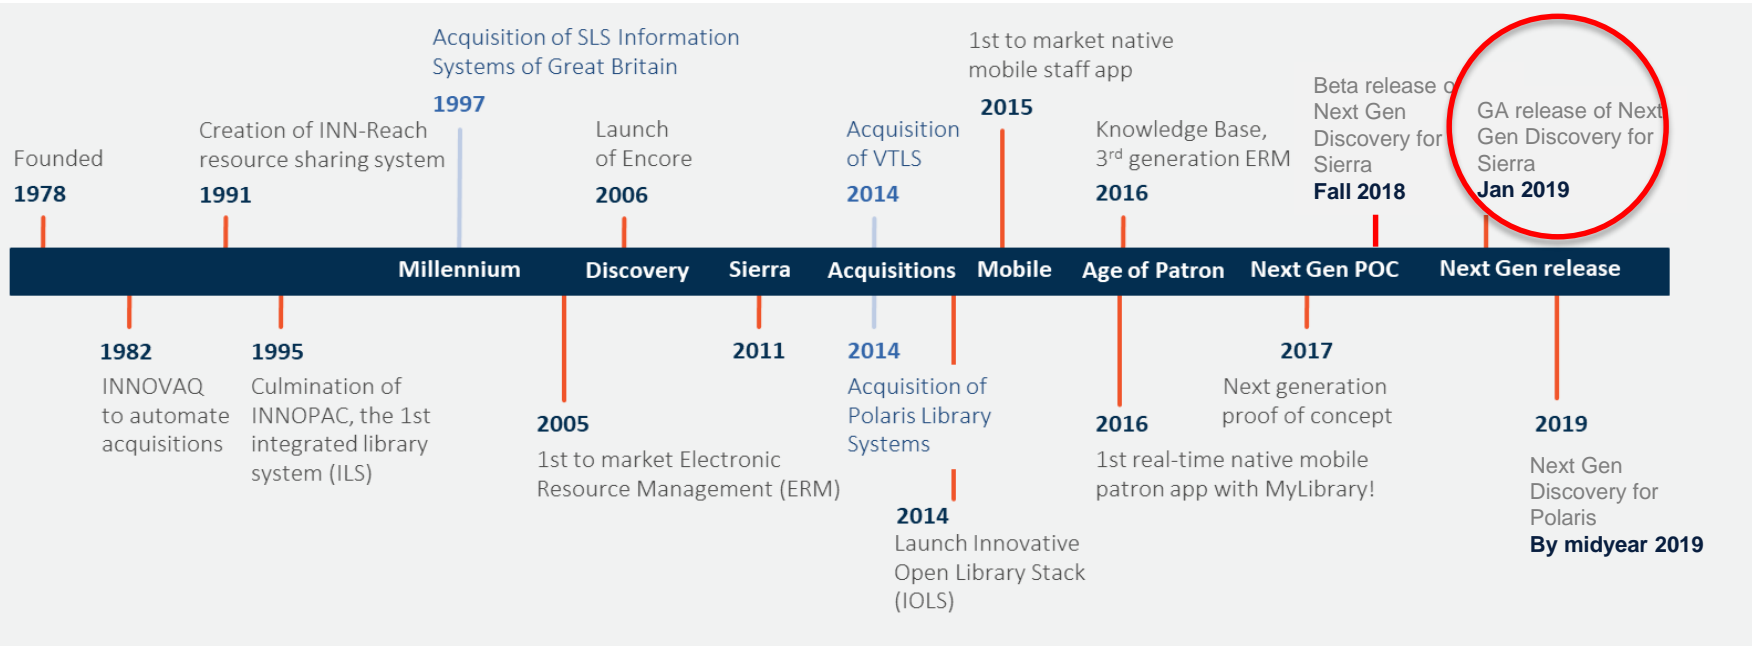 Founded
1978
Creation of INN-Reach
resource sharing system
1991
Acquisition of SLS Information
Systems of Great Britain
1997
Launch
of Encore
2006
Acquisition
of VTLS
2014
1st to market native
mobile staff app
2015
Knowledge Base,
3rd generation ERM
2016
Beta release o
Next Gen
Discovery for
Sierra
Fall 2018
GA release of Next
Gen Discovery for
Sierra
Jan 2019
Millennium Discovery Sierra Acquisitions Mobile Age of Patron Next Gen POC Next Gen release
1982
INNOVAQ
to automate
acquisitions
1995
Culmination of
INNOPAC, the 1st
integrated library
system (ILS)
2005
1st to market Electronic
Resource Management (ERM)
2011
2014
Acquisition of
Polaris Library
Systems
2014
Launch Innovative
Open Library Stack
(IOLS)
2016
1st real-time native mobile
patron app with MyLibrary!
2017
Next generation
proof of concept
2019
Next Gen
Discovery for
Polaris
By midyear 2019